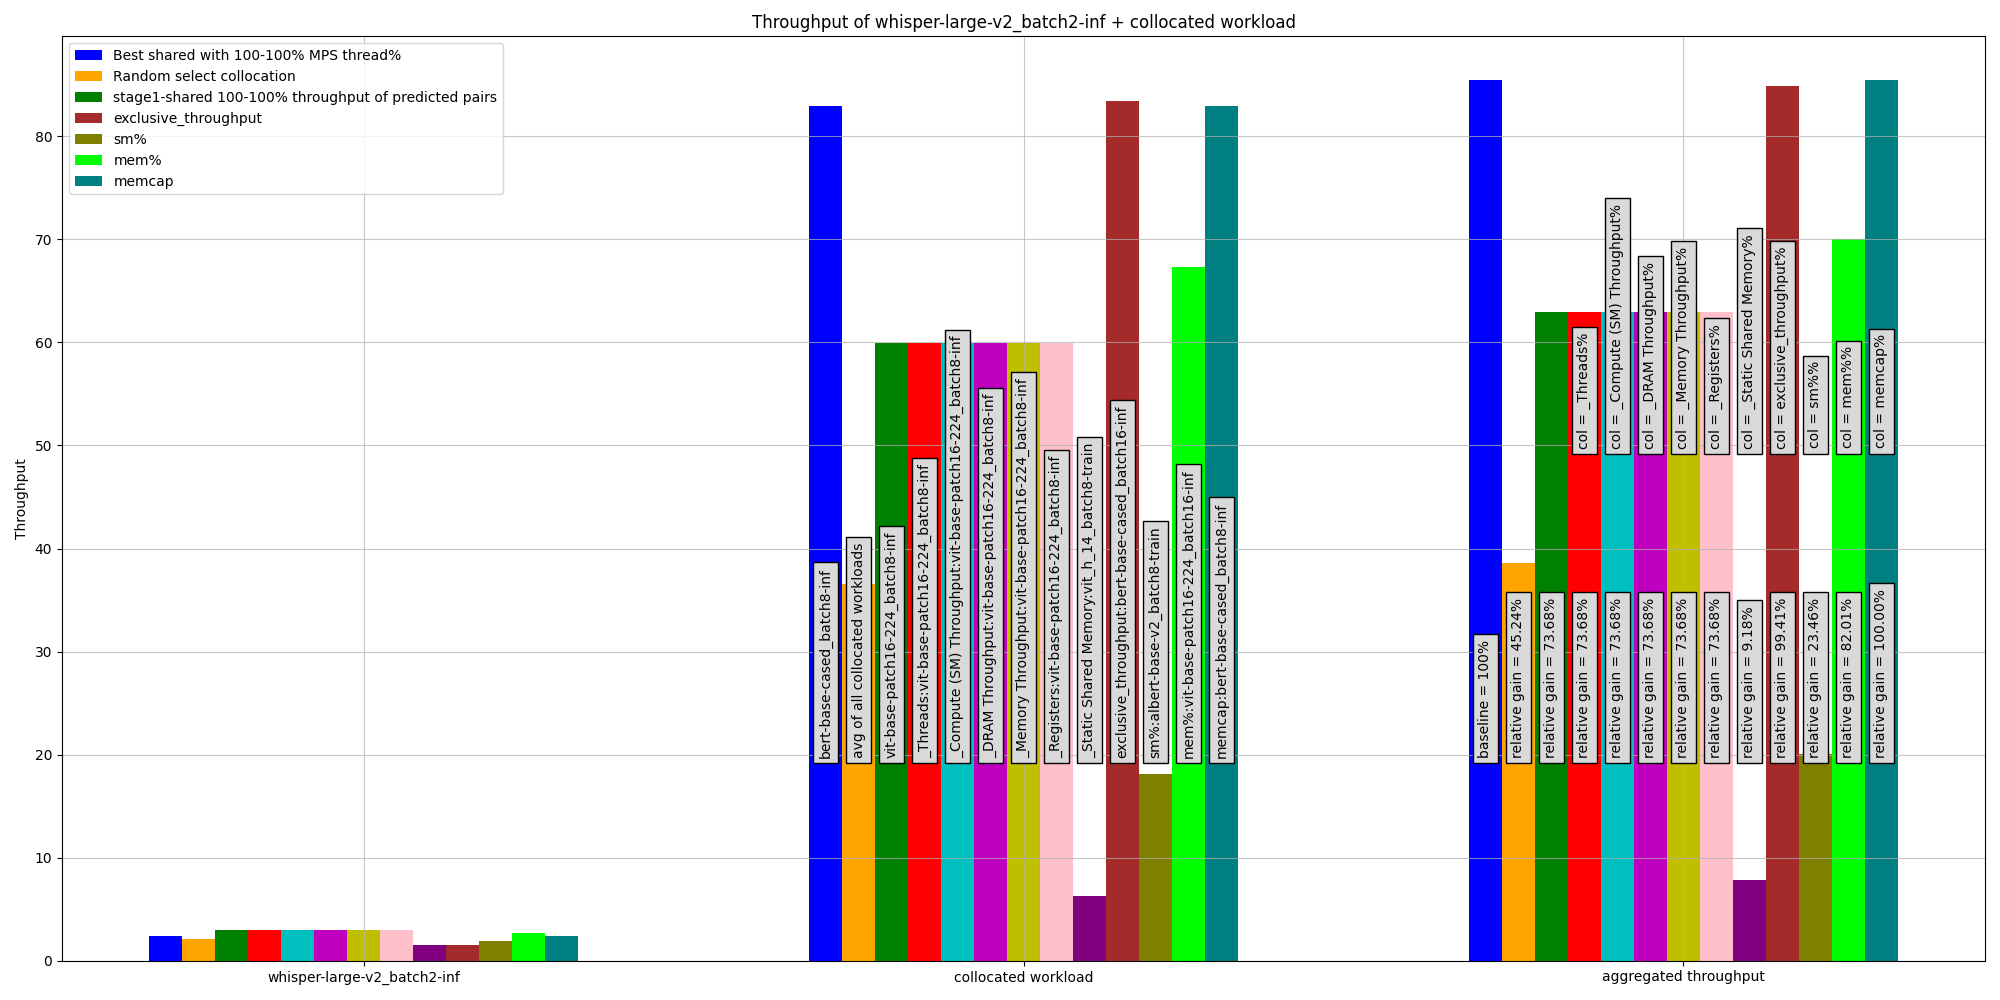 Throughput of whisper-large-v2_batch2-inf + collocated workload
Best shared with 100-100% MPS thread%
Random select collocation
stage1-shared 100-100% throughput of predicted pairs
exclusive_throughput
sm%
mem%
memcap
Throughput
80
70
60
50
40
30
20
10
0
bert-base-cased_batch8-inf
avg of all collocated workloads
vit-base-patch16-224_batch8-inf
_Threads:vit-base-patch16-224_batch8-inf
_Compute (SM) Throughput:vit-base-patch16-224_batch8-inf
_DRAM Throughput:vit-base-patch16-224_batch8-inf
_Memory Throughput:vit-base-patch16-224_batch8-inf
_Registers:vit-base-patch16-224_batch8-inf
_Static Shared Memory:vit_h_14_batch8-train
exclusive_throughput:bert-base-cased_batch16-inf
sm%:albert-base-v2_batch8-train
mem%:vit-base-patch16-224_batch16-inf
memcap:bert-base-cased_batch8-inf
col = _Threads%
col = _Compute (SM) Throughput%
col = _DRAM Throughput%
col = _Memory Throughput%
col = _Registers%
col = _Static Shared Memory%
col = exclusive_throughput%
col = sm%%
col = mem%%
col = memcap%
baseline = 100%
relative gain = 45.24%
relative gain = 73.68%
relative gain = 73.68%
relative gain = 73.68%
relative gain = 73.68%
relative gain = 73.68%
relative gain = 73.68%
relative gain = 9.18%
relative gain = 99.41%
relative gain = 23.46%
relative gain = 82.01%
relative gain = 100.00%
whisper-large-v2_batch2-inf
collocated workload
aggregated throughput